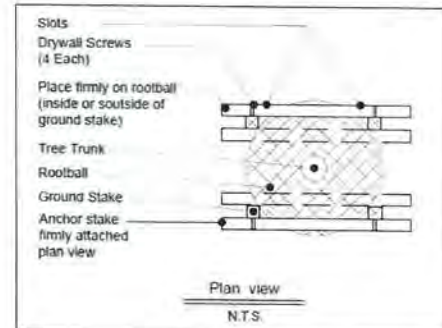 Slots
Drywall Screws
(4 Each)
Place firmly on rootball
(inside or soutside of
ground stake)
Tree Trunk
Rootball
Ground Stake
Anchor stake
firmly attached
plan view
Plan view
N.T.S.